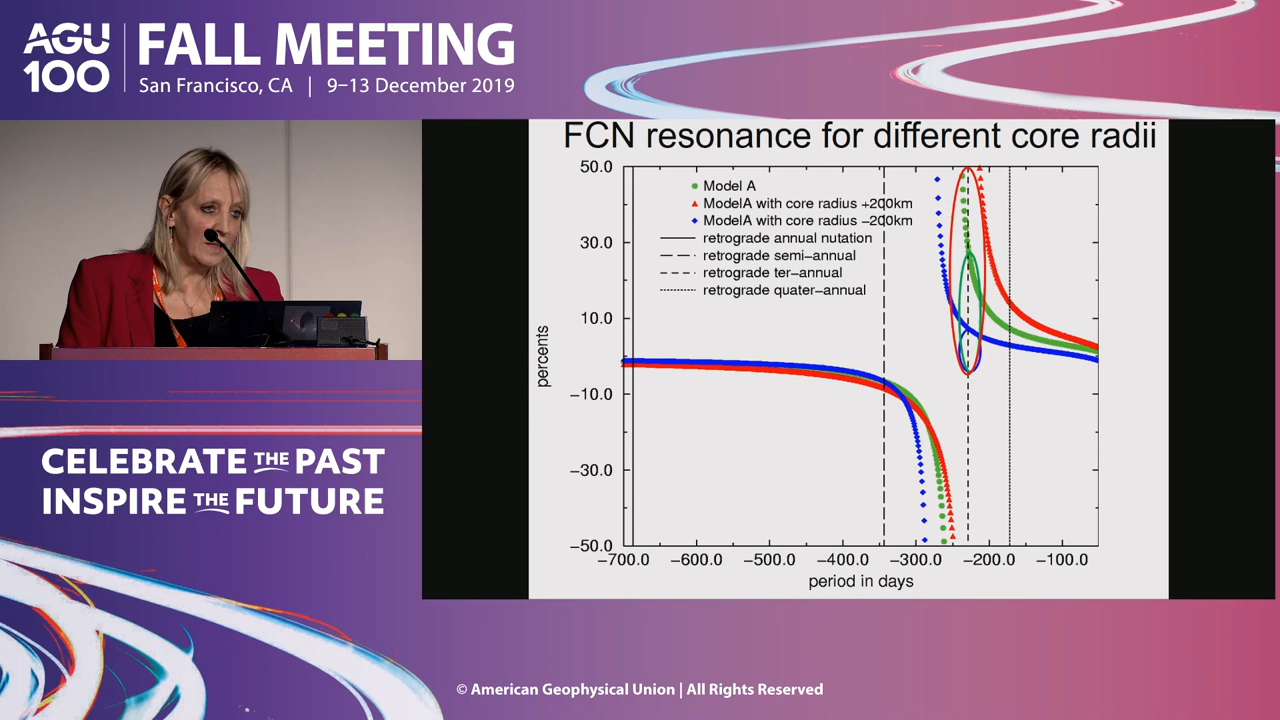 AGU
100
FALL MEETING
San Francisco, CA | 9–13 December 2019
FCN resonance for different core radii
50.0
30.0
10.0
−10.0
−30.0
−50.0
percents
Model A
ModelA with core radius +200km
ModelA with core radius −200km
retrograde annual nutation
retrograde semi−annual
retrograde ter−annual
retrograde quater−annual
−700.0 −600.0 −500.0 −400.0 −300.0 −200.0 −100.0
period in days
CELEBRATE THE PAST
INSPIRE THE FUTURE
© American Geophysical Union | All Rights Reserved